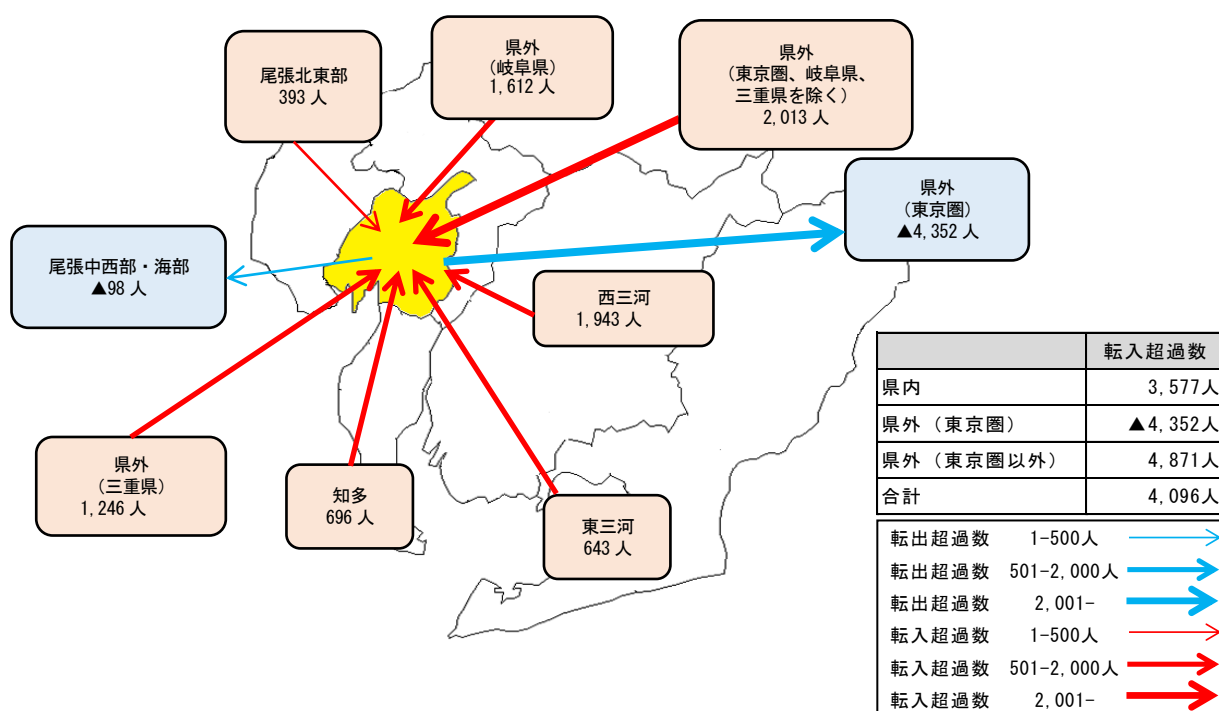 尾張北東部
393 人
県外
(岐阜県)
1,612 人
県外
(東京圏、岐阜県、
三重県を除く)
2,013 人
県外
(東京圏)
▲4,352 人
尾張中西部・海部
▲98 人
西三河
1,943 人
県外
(三重県)
1,246 人
知多
696 人
東三河
643 人
転入超過数
県内 3,577人
県外（東京圏） ▲4,352人
県外（東京圏以外） 4,871人
合計 4,096人
転出超過数 1-500人
転出超過数 501-2,000人
転出超過数 2,001-
転入超過数 1-500人
転入超過数 501-2,000人
転入超過数 2,001-